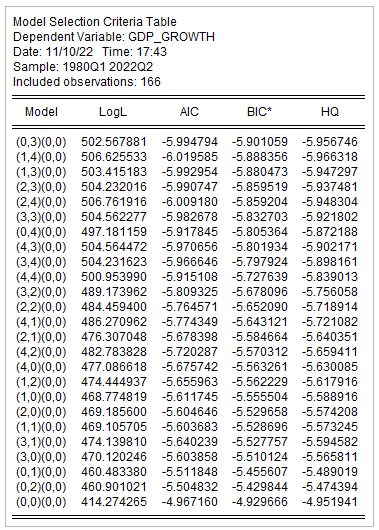 Model Selection Criteria Table
Dependent Variable: GDP_GROWTH
Date: 11/10/22 Time: 17:43
Sample: 1980Q1 2022Q2
Included observations: 166
Model LogL AIC BIC* HQ
(0,3)(0,0) 502.567881 -5.994794 -5.901059 -5.956746
(1,4)(0,0) 506.625533 -6.019585 -5.888356 -5.966318
(1,3)(0,0) 503.415183 -5.992954 -5.880473 -5.947297
(2,3)(0,0) 504.232016 -5.990747 -5.859519 -5.937481
(2,4)(0,0) 506.761916 -6.009180 -5.859204 -5.948304
(3,3)(0,0) 504.562277 -5.982678 -5.832703 -5.921802
(0,4)(0,0) 497.181159 -5.917845 -5.805364 -5.872188
(4,3)(0,0) 504.564472 -5.970656 -5.801934 -5.902171
(3,4)(0,0) 504.231623 -5.966646 -5.797924 -5.898161
(4,4)(0,0) 500.953990 -5.915108 -5.727639 -5.839013
(3,2)(0,0) 489.173962 -5.809325 -5.678096 -5.756058
(2,2)(0,0) 484.459400 -5.764571 -5.652090 -5.718914
(4,1)(0,0) 486.270962 -5.774349 -5.643121 -5.721082
(2,1)(0,0) 476.307048 -5.678398 -5.584664 -5.640351
(4,2)(0,0) 482.783828 -5.720287 -5.570312 -5.659411
(4,0)(0,0) 477.086618 -5.675742 -5.563261 -5.630085
(1,2)(0,0) 474.444937 -5.655963 -5.562229 -5.617916
(1,0)(0,0) 468.774819 -5.611745 -5.555504 -5.588916
(2,0)(0,0) 469.185600 -5.604646 -5.529658 -5.574208
(1,1)(0,0) 469.105705 -5.603683 -5.528696 -5.573245
(3,1)(0,0) 474.139810 -5.640239 -5.527757 -5.594582
(3,0)(0,0) 470.120246 -5.603858 -5.510124 -5.565811
(0,1)(0,0) 460.483380 -5.511848 -5.455607 -5.489019
(0,2)(0,0) 460.901021 -5.504832 -5.429844 -5.474394
(0,0)(0,0) 414.274265 -4.967160 -4.929666 -4.951941